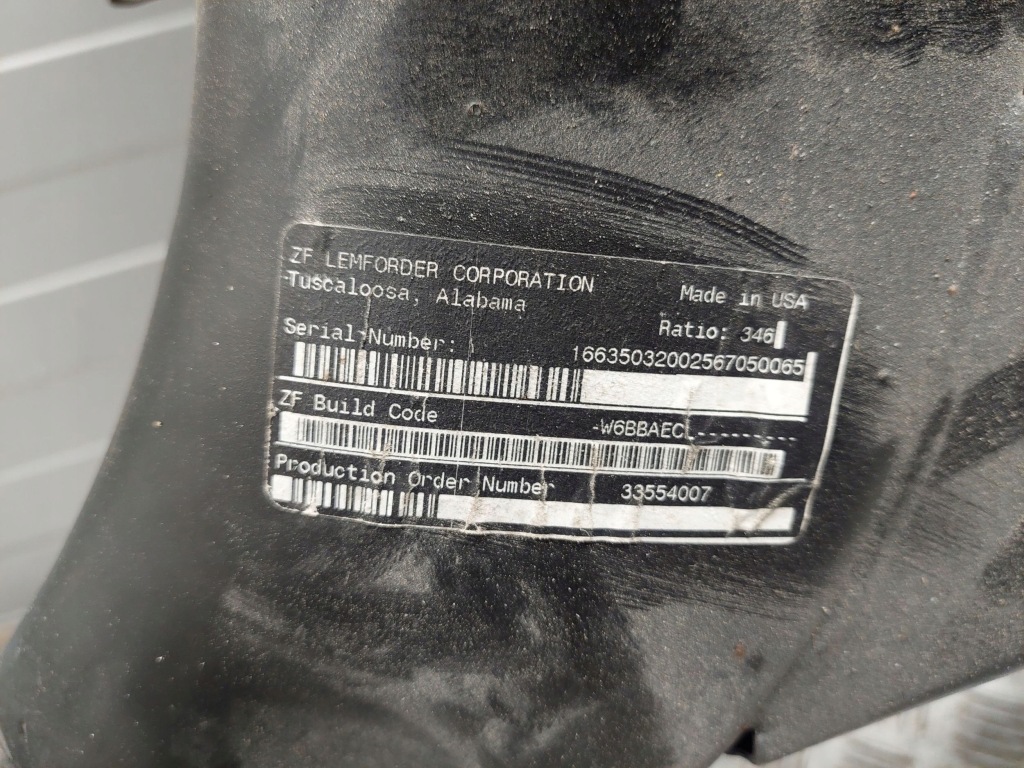 ZF LEMFORDER CORPORATION
Tuscaloosa, Alabama
Made in USA
Ratio: 346
Serial Number:
16635032002567050065
ZF Build Code
-W6BBAEC---------
Production Order Number
33554007